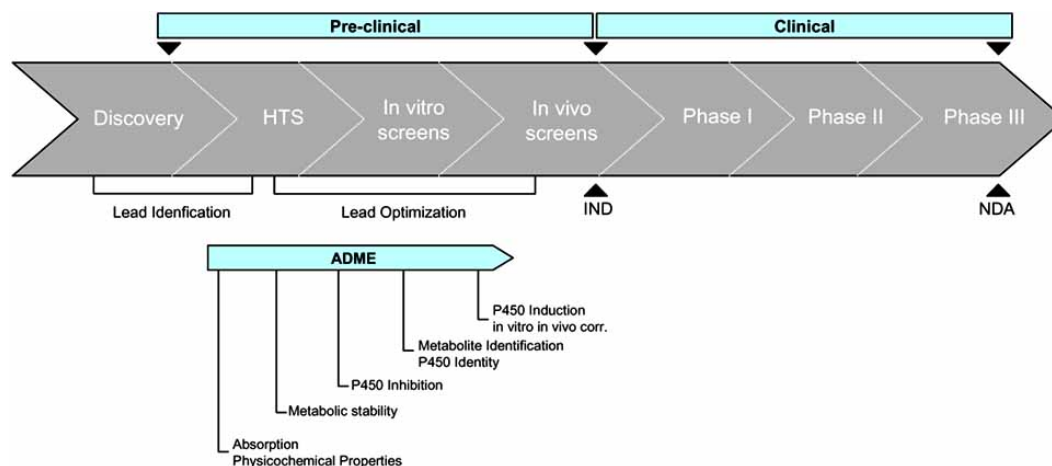 Pre-clinical
Clinical
Discovery
HTS
In vitro
screens
In vivo
screens
Phase I
Phase II
Phase III
Lead Idenfication
Lead Optimization
IND
NDA
ADME
P450 Induction
in vitro in vivo corr.
Metabolite Identification
P450 Identity
P450 Inhibition
Metabolic stability
Absorption
Physicochemical Properties